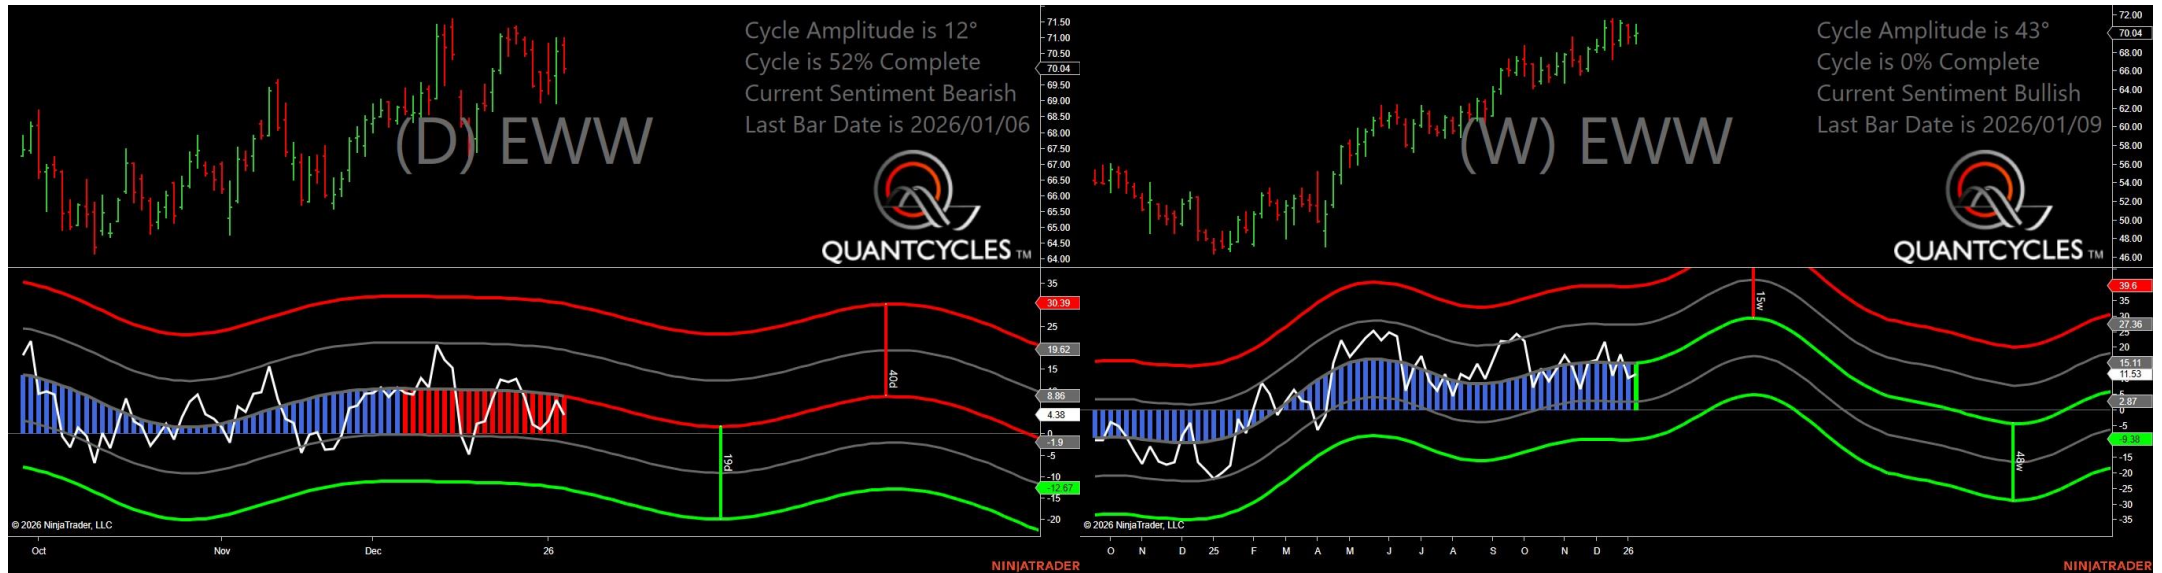 Cycle Amplitude is 12°
Cycle is 52% Complete
Current Sentiment Bearish
Last Bar Date is 2026/01/06
(D) EWW
QUANTCYCLES TM
71.50
71.00
70.50
70.04
69.50
69.00
68.50
68.00
67.50
67.00
66.50
66.00
65.50
65.00
64.50
64.00
35
30.39
25
19.62
15
8.86
4.38
0
-1.9
-5
-10
-12.67
-15
-20
40d
19d
© 2026 NinjaTrader, LLC
Oct Nov Dec 26
NINJATRADER
Cycle Amplitude is 43°
Cycle is 0% Complete
Current Sentiment Bullish
Last Bar Date is 2026/01/09
(W) EWW
QUANTCYCLES TM
72.00
70.04
68.00
66.00
64.00
62.00
60.00
58.00
56.00
54.00
52.00
50.00
48.00
46.00
39.6
35
30
27.36
20
15.11
11.53
2.87
0
-5
-9.38
-15
-20
-25
-30
-35
15w
48w
© 2026 NinjaTrader, LLC
O N D 25 F M A M J J A S O N D 26
NINJATRADER